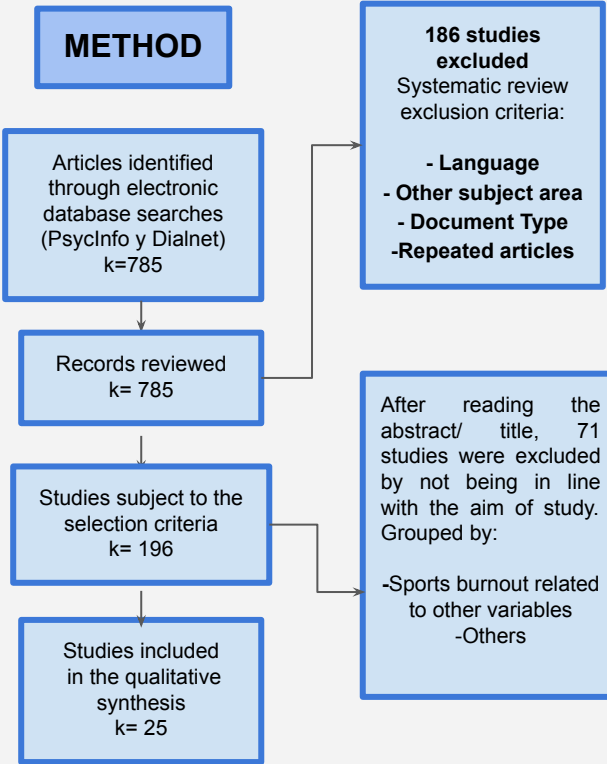 METHOD
Articles identified
through electronic
database searches
(PsycInfo y Dialnet)
k=785
Records reviewed
k= 785
Studies subject to the
selection criteria
k= 196
Studies included
in the qualitative
synthesis
k= 25
186 studies
excluded
Systematic review
exclusion criteria:
- Language
- Other subject area
- Document Type
-Repeated articles
After reading the
abstract/ title, 71
studies were excluded
by not being in line
with the aim of study.
Grouped by:
-Sports burnout related
to other variables
-Others